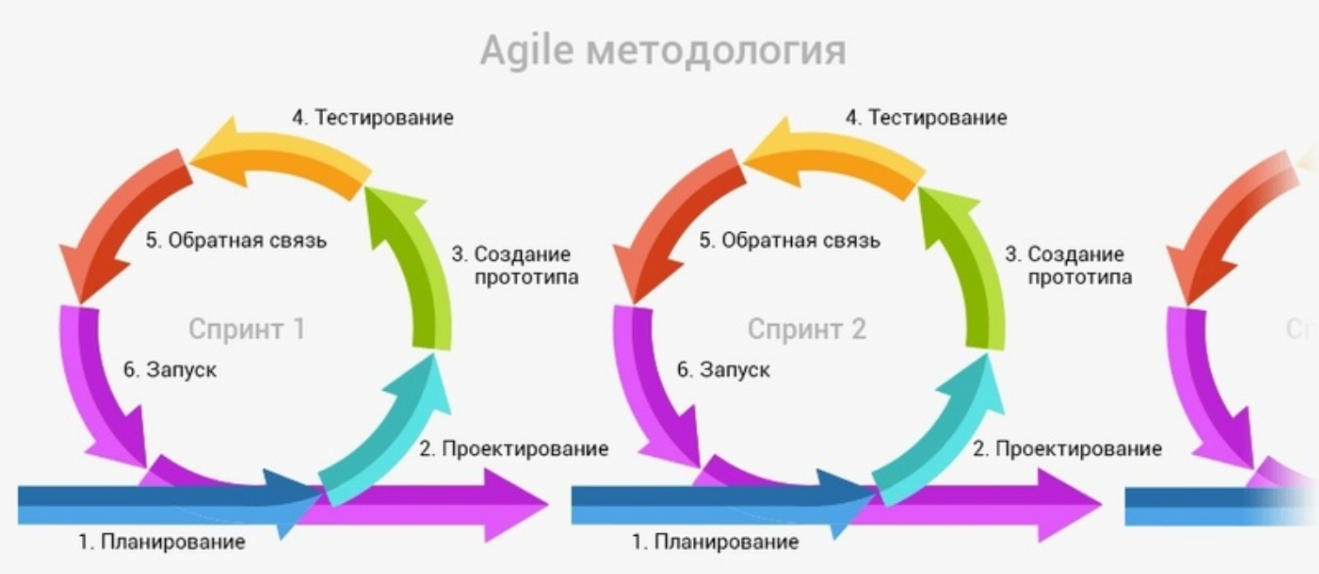 Agile методология
4. Тестирование
5. Обратная связь
3. Создание
прототипа
Спринт 1
6. Запуск
2. Проектирование
1. Планирование
4. Тестирование
5. Обратная связь
3. Создание
прототипа
Спринт 2
6. Запуск
2. Проектирование
1. Планирование